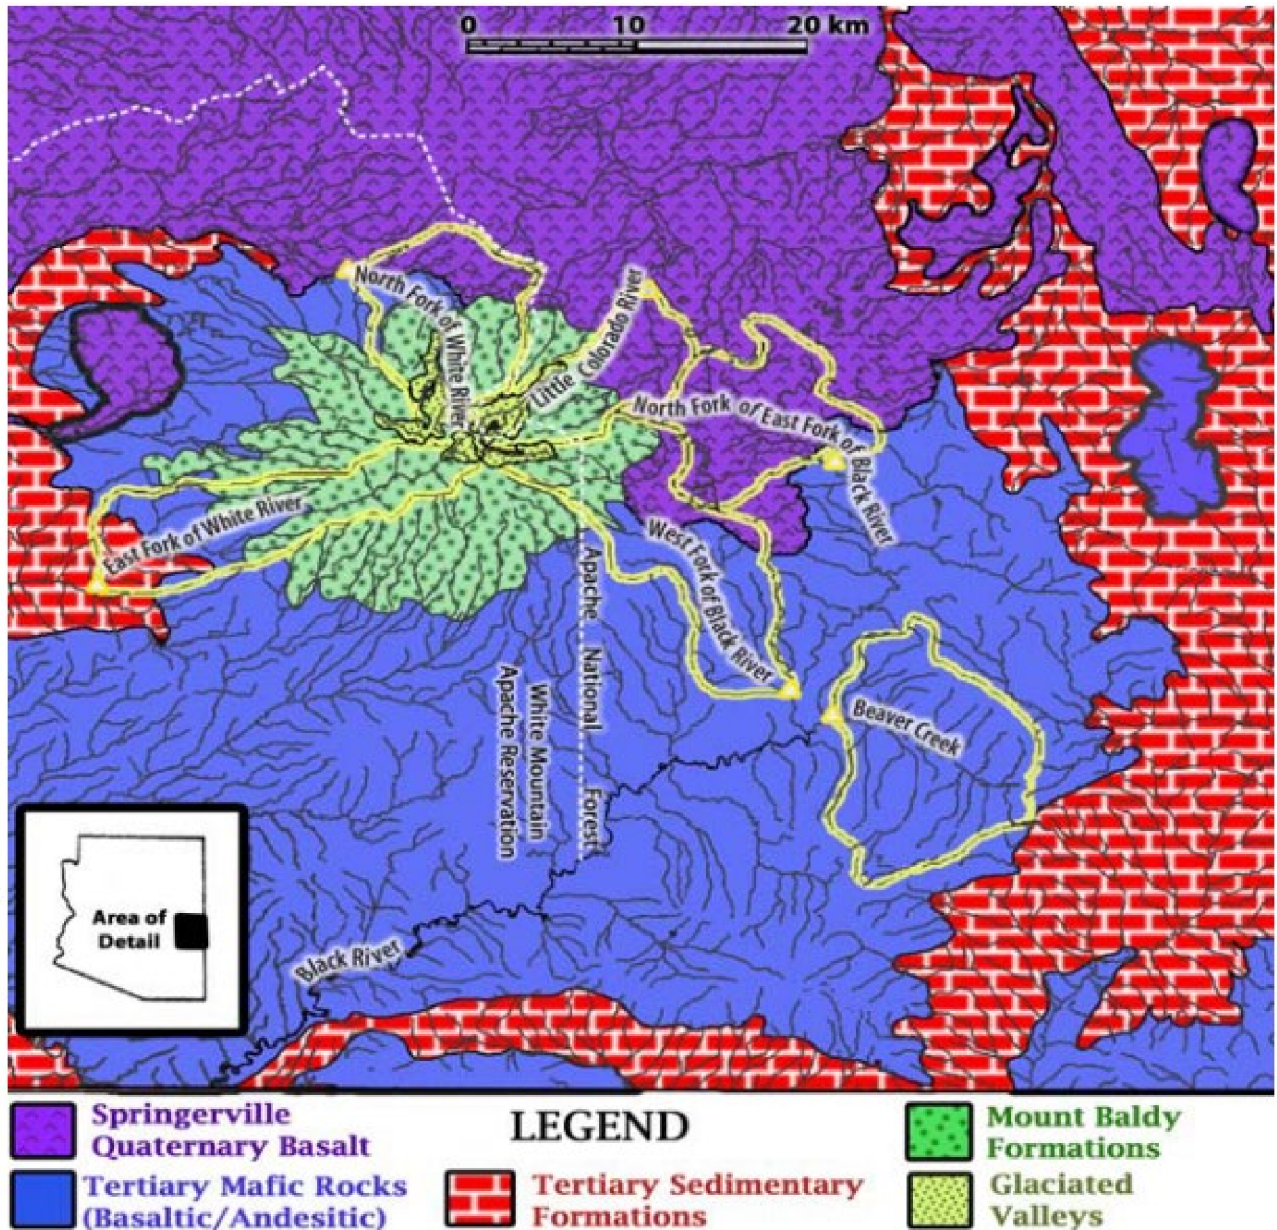 0 10 20 km
North Fork of White River
Little Colorado River
North Fork of East Fork of Black River
East Fork of White River
West Fork of Black River
Apache National Forest
White Mountain
Apache Reservation
Beaver Creek
Black River
Area of
Detail
LEGEND
Springerville
Quaternary Basalt
Tertiary Mafic Rocks
(Basaltic/Andesitic)
Tertiary Sedimentary
Formations
Mount Baldy
Formations
Glaciated
Valleys